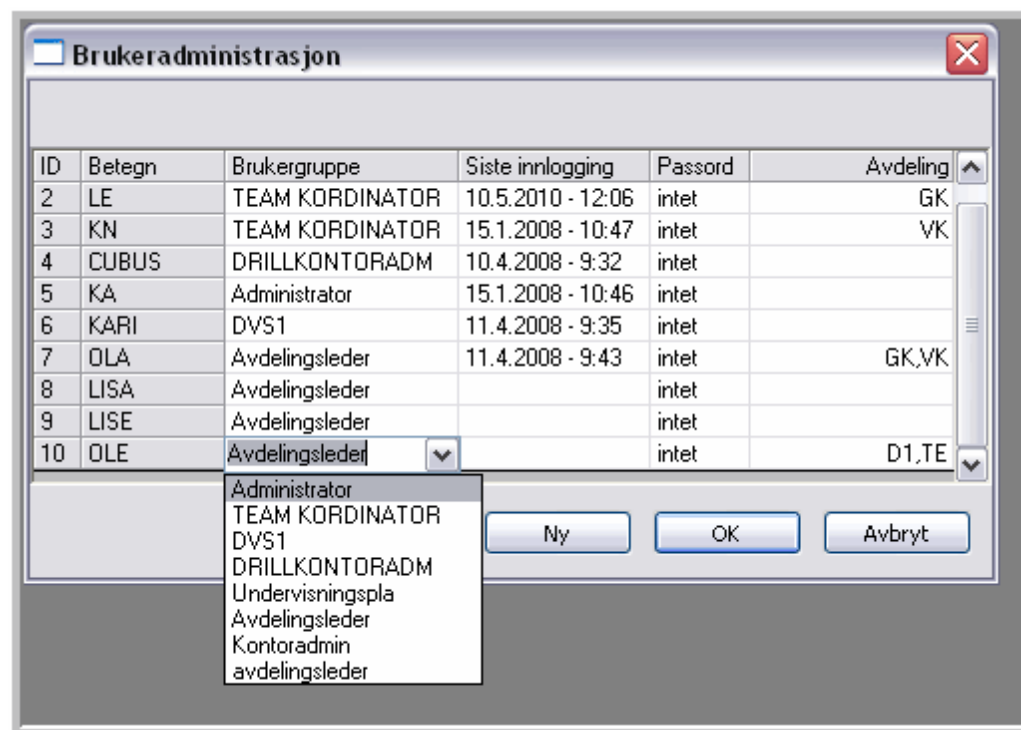 Brukeradministrasjon
ID Betegn Brukergruppe Siste innlogging Passord Avdeling
2 LE TEAM KORDINATOR 10.5.2010 - 12:06 intet GK
3 KN TEAM KORDINATOR 15.1.2008 - 10:47 intet VK
4 CUBUS DRILLKONTORADM 10.4.2008 - 9:32 intet
5 KA Administrator 15.1.2008 - 10:46 intet
6 KARI DVS1 11.4.2008 - 9:35 intet
7 OLA Avdelingsleder 11.4.2008 - 9:43 intet GK,VK
8 LISA Avdelingsleder intet
9 LISE Avdelingsleder intet
10 OLE Avdelingsleder intet D1,TE
Administrator
TEAM KORDINATOR
DVS1
DRILLKONTORADM
Undervisningspla
Avdelingsleder
Kontoradmin
avdelingsleder
Ny OK Avbryt